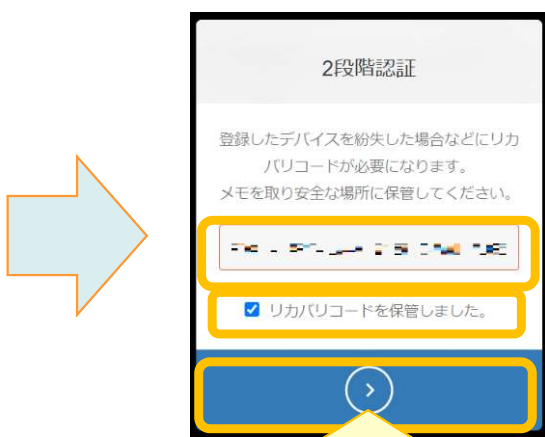 2段階認証
登録したデバイスを紛失した場合などにリカ
バリコードが必要になります。
メモを取り安全な場所に保管してください。
リカバリコードを保管しました。